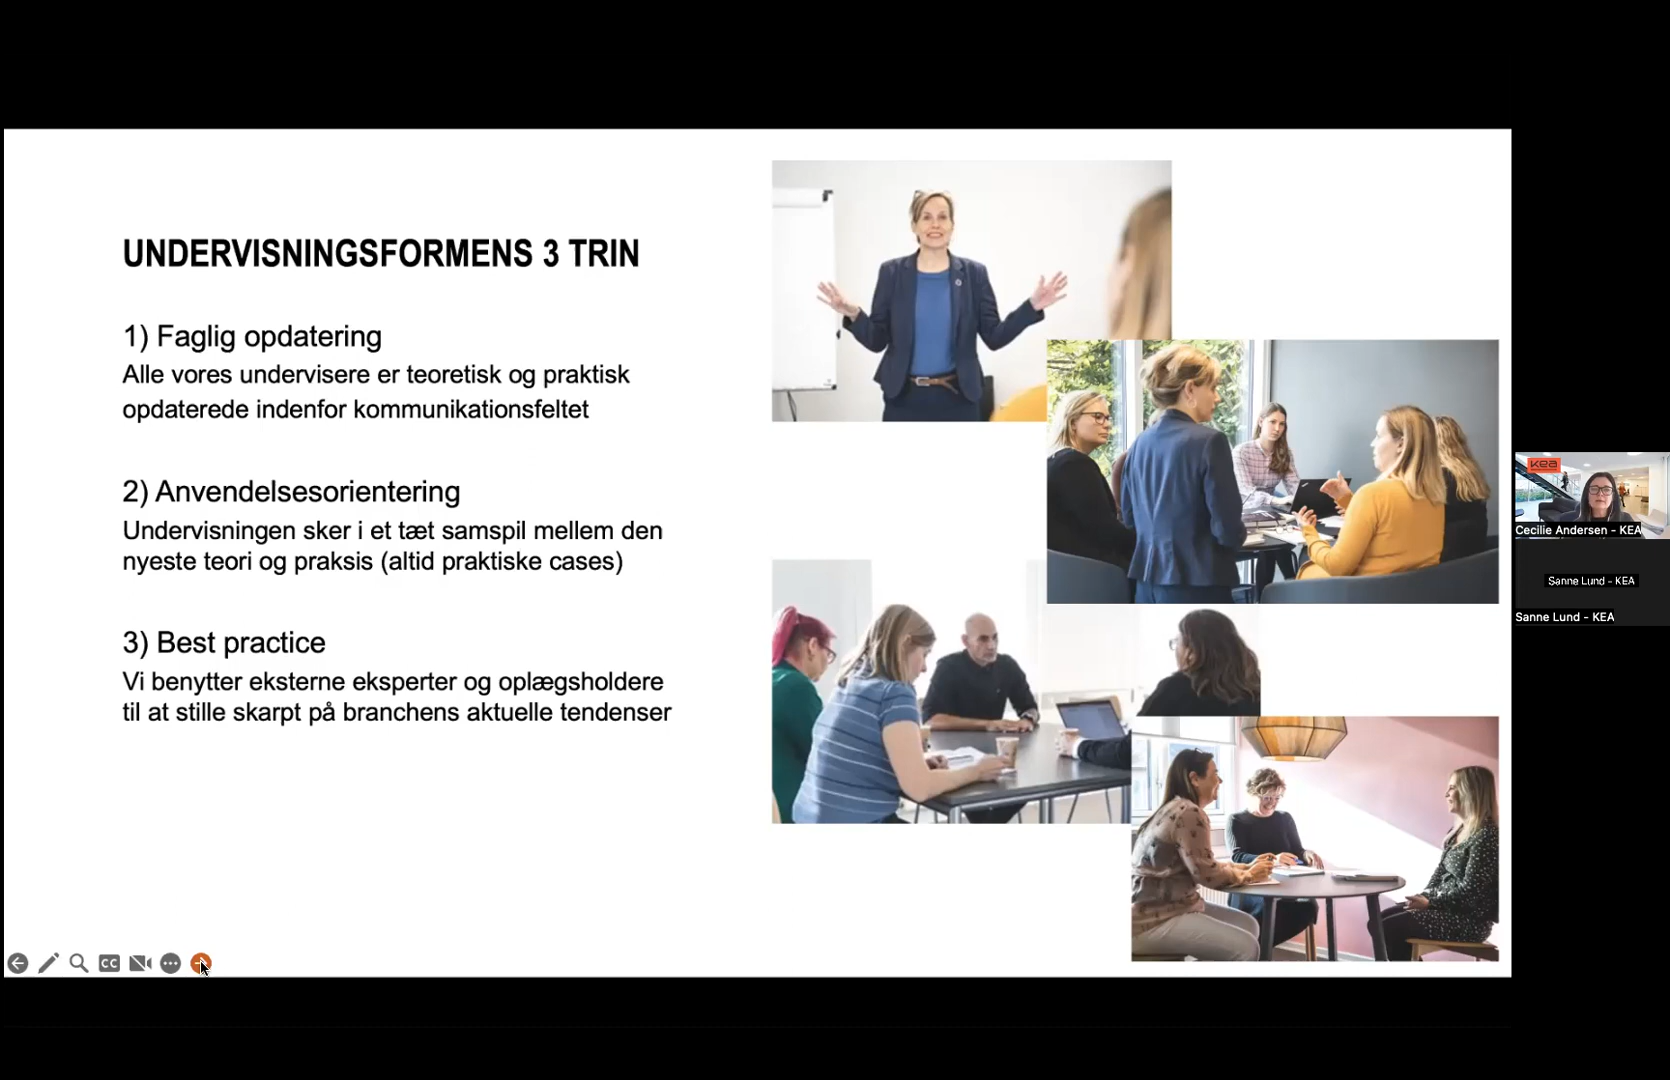 UNDERVISNINGSFORMENS 3 TRIN
1) Faglig opdatering
Alle vores undervisere er teoretisk og praktisk
opdaterede indenfor kommunikationsfeltet
2) Anvendelsesorientering
Undervisningen sker i et tæt samspil mellem den
nyeste teori og praksis (altid praktiske cases)
3) Best practice
Vi benytter eksterne eksperter og oplægsholdere
til at stille skarpt på branchens aktuelle tendenser
CC
kea
Cecilie Andersen - KEA
Sanne Lund - KEA
Sanne Lund - KEA